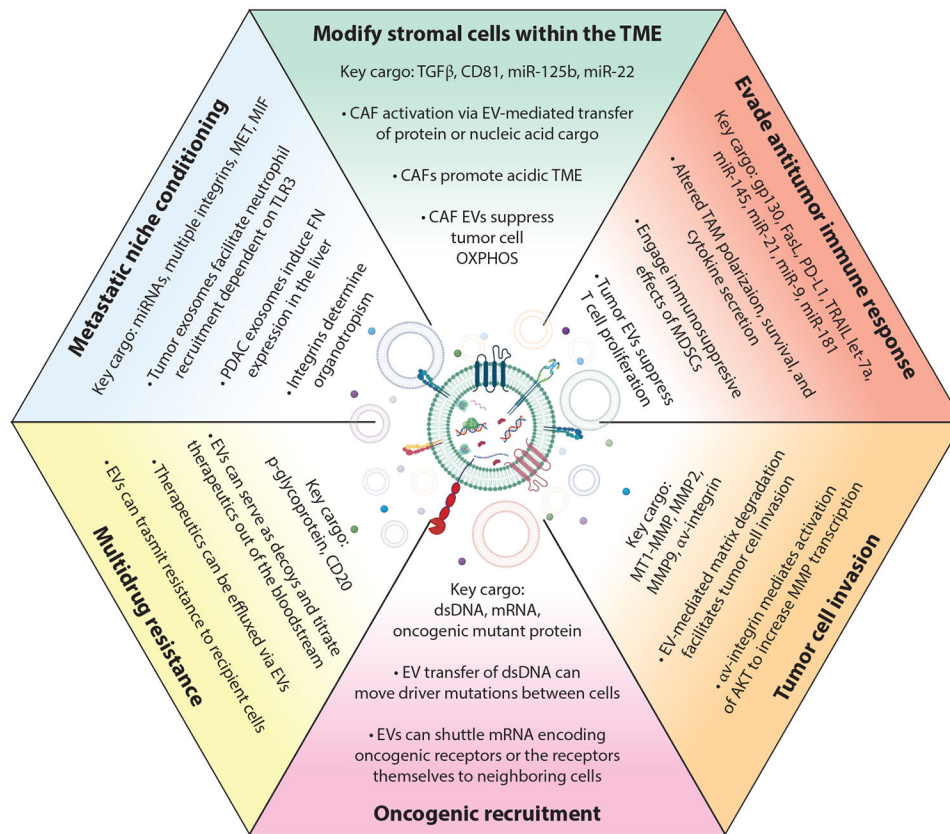 Modify stromal cells within the TME
Key cargo: TGFβ, CD81, miR-125b, miR-22
• CAF activation via EV-mediated transfer
of protein or nucleic acid cargo
• CAFs promote acidic TME
• CAF EVs suppress
tumor cell
OXPHOS
Evade antitumor immune response
Key cargo: gp130, FasL, PD-L1, TRAIL, let-7a,
miR-145, miR-21, miR-9, miR-181
• Altered TAM polarizaion, survival, and
cytokine secretion
• Engage immunosuppresive
effects of MDSCs
• Tumor EVs suppress
T cell proliferation
Tumor cell invasion
Key cargo:
MT1-MMP, MMP2,
MMP9, αv-integrin
• EV-mediated matrix degradation
facilitates tumor cell invasion
• αv-integrin mediates activation
of AKT to increase MMP transcription
Key cargo:
dsDNA, mRNA,
oncogenic mutant protein
• EV transfer of dsDNA can
move driver mutations between cells
• EVs can shuttle mRNA encoding
oncogenic receptors or the receptors
themselves to neighboring cells
Oncogenic recruitment
Key cargo:
p-glycoprotein, CD20
• EVs can serve as decoys and titrate
therapeutics out of the bloodstream
• Therapeutics can be effluxed via EVs
• EVs can trasmit resistance to recipient cells
Multidrug resistance
Metastatic niche conditioning
Key cargo: miRNAs, multiple integrins, MET, MIF
• Tumor exosomes facilitate neutrophil
recruitment dependent on TLR3
• PDAC exosomes induce FN
expression in the liver
• Integrins determine
organotropism